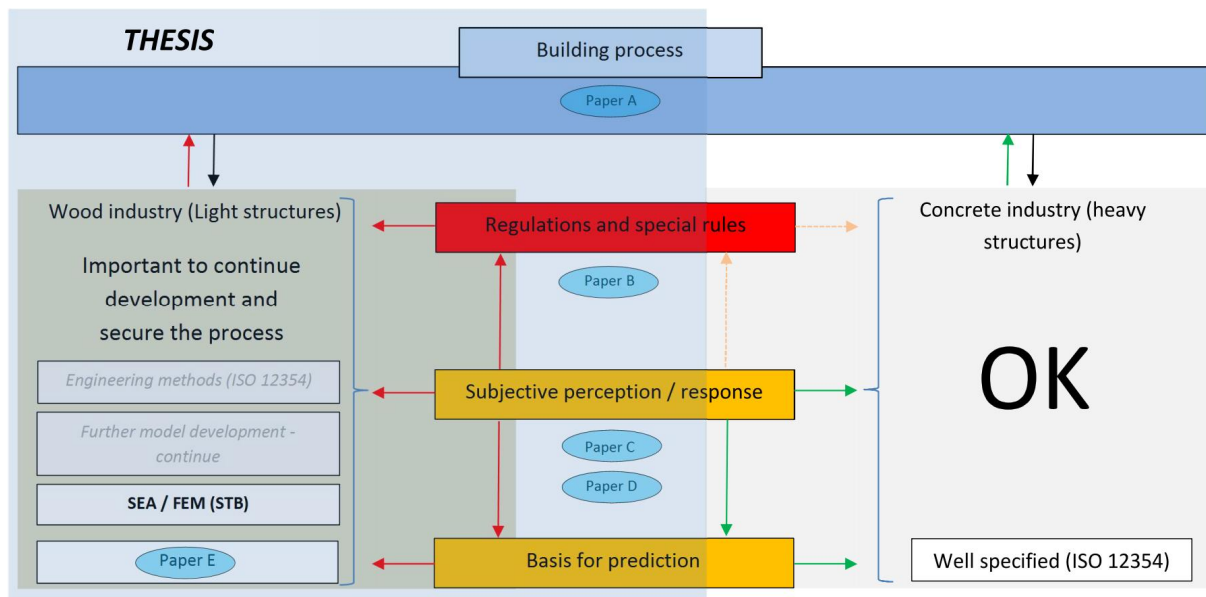 THESIS
Building process
Paper A
Wood industry (Light structures)
Important to continue
development and
secure the process
Engineering methods (ISO 12354)
Further model development -
continue
SEA / FEM (STB)
Paper E
Regulations and special rules
Paper B
Subjective perception / response
Paper C
Paper D
Basis for prediction
Concrete industry (heavy
structures)
OK
Well specified (ISO 12354)